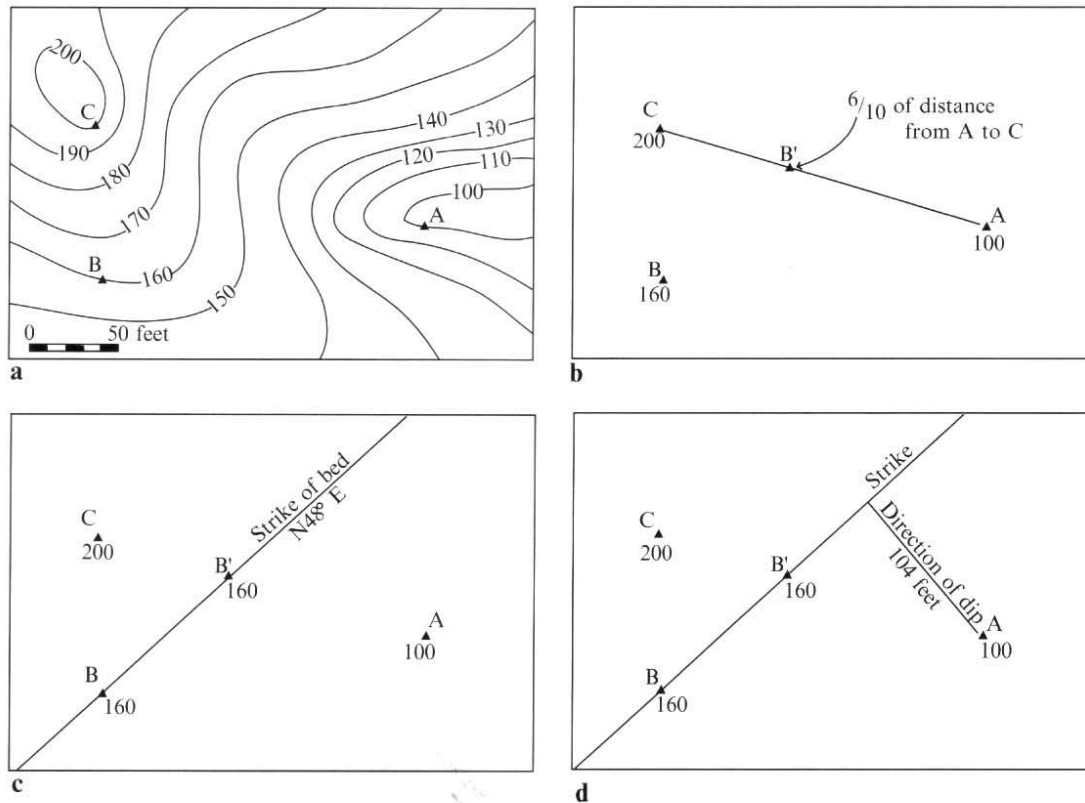 200
C
190
180
170
B
160
150
140
130
120
110
100
A
0 50 feet
a
C
200
B'
6/10 of distance
from A to C
A
100
B
160
b
C
200
Strike of bed
N48° E
B'
160
A
100
B
160
c
C
200
Strike
B'
160
Direction of dip
104 feet
A
100
B
160
d